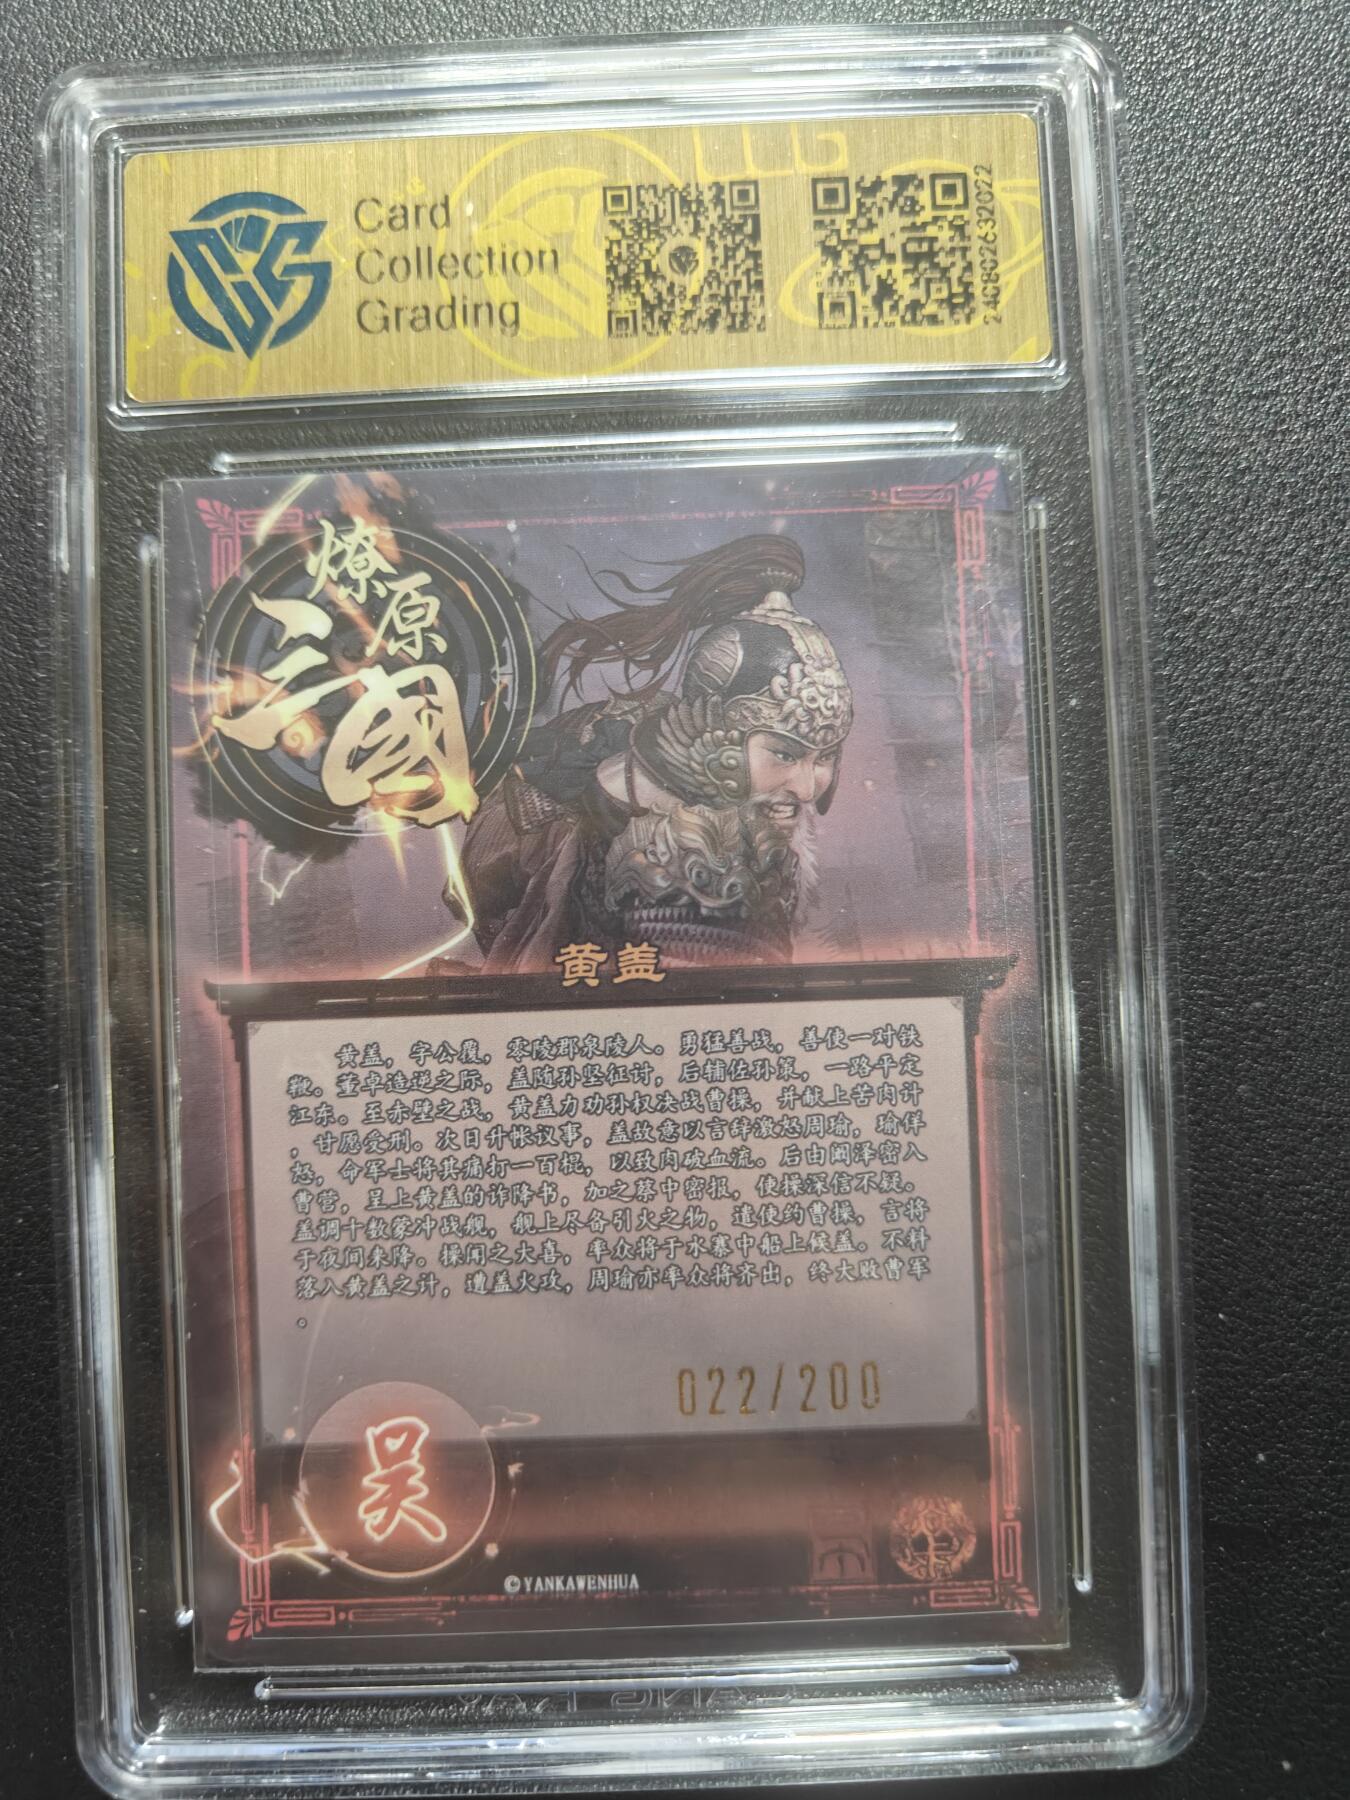 Card
Collection
Grading
240802632022
燎原
三國
黄盖
黄盖，字公覆，零陵郡泉陵人。勇猛善战，善使一对铁
鞭。董卓造逆之际，盖随孙坚征讨，后辅佐孙策，一路平定
江东。至赤壁之战，黄盖力劝孙权决战曹操，并献上苦肉计
，甘愿受刑。次日升帐议事，盖故意以言辞激怒周瑜，瑜佯
怒，命军士将其痛打一百棍，以致肉破血流。后由阚泽密入
曹营，呈上黄盖的诈降书，加之蔡中密报，使操深信不疑。
盖调十数蒙冲战舰，舰上尽备引火之物，遣使约曹操，言将
于夜间来降。操闻之大喜，率众将于水寨中船上候盖。不料
落入黄盖之计，遭盖火攻，周瑜亦率众将齐出，终大败曹军
。
022/200
吴
©YANKAWENHUA